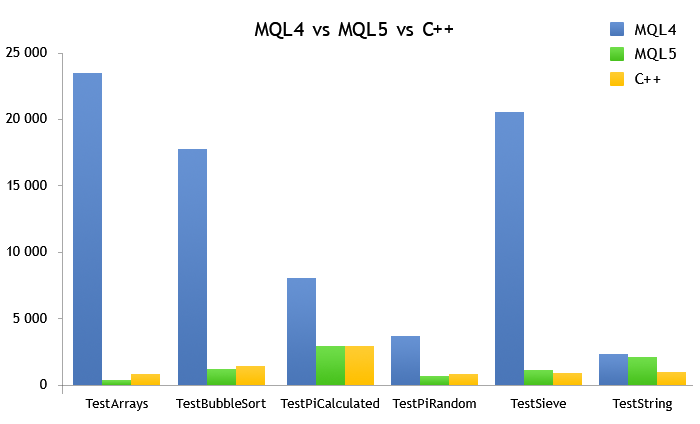 MQL4 vs MQL5 vs C++
MQL4
MQL5
C++
25 000
20 000
15 000
10 000
5 000
0
TestArrays TestBubbleSort TestPiCalculated TestPiRandom TestSieve TestString